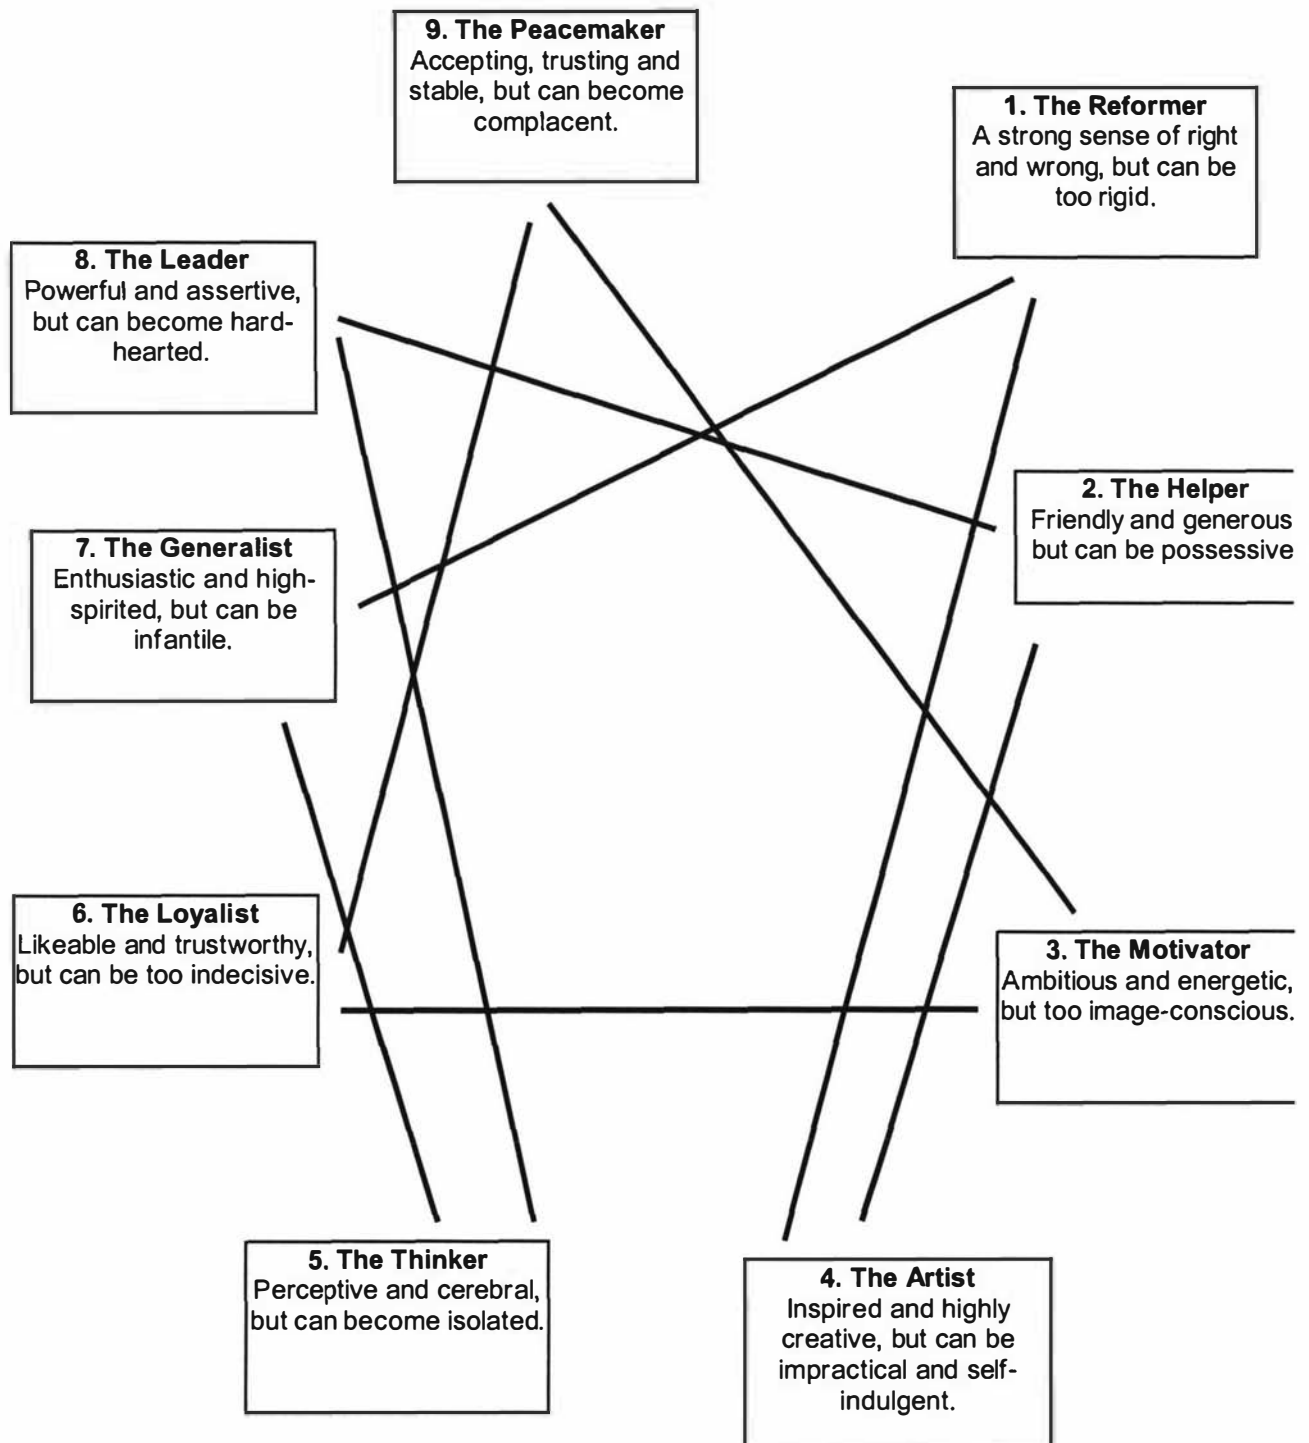 9. The Peacemaker
Accepting, trusting and
stable, but can become
complacent.
1. The Reformer
A strong sense of right
and wrong, but can be
too rigid.
8. The Leader
Powerful and assertive,
but can become hard-
hearted.
2. The Helper
Friendly and generous
but can be possessive
7. The Generalist
Enthusiastic and high-
spirited, but can be
infantile.
6. The Loyalist
Likeable and trustworthy,
but can be too indecisive.
3. The Motivator
Ambitious and energetic,
but too image-conscious.
5. The Thinker
Perceptive and cerebral,
but can become isolated.
4. The Artist
Inspired and highly
creative, but can be
impractical and self-
indulgent.